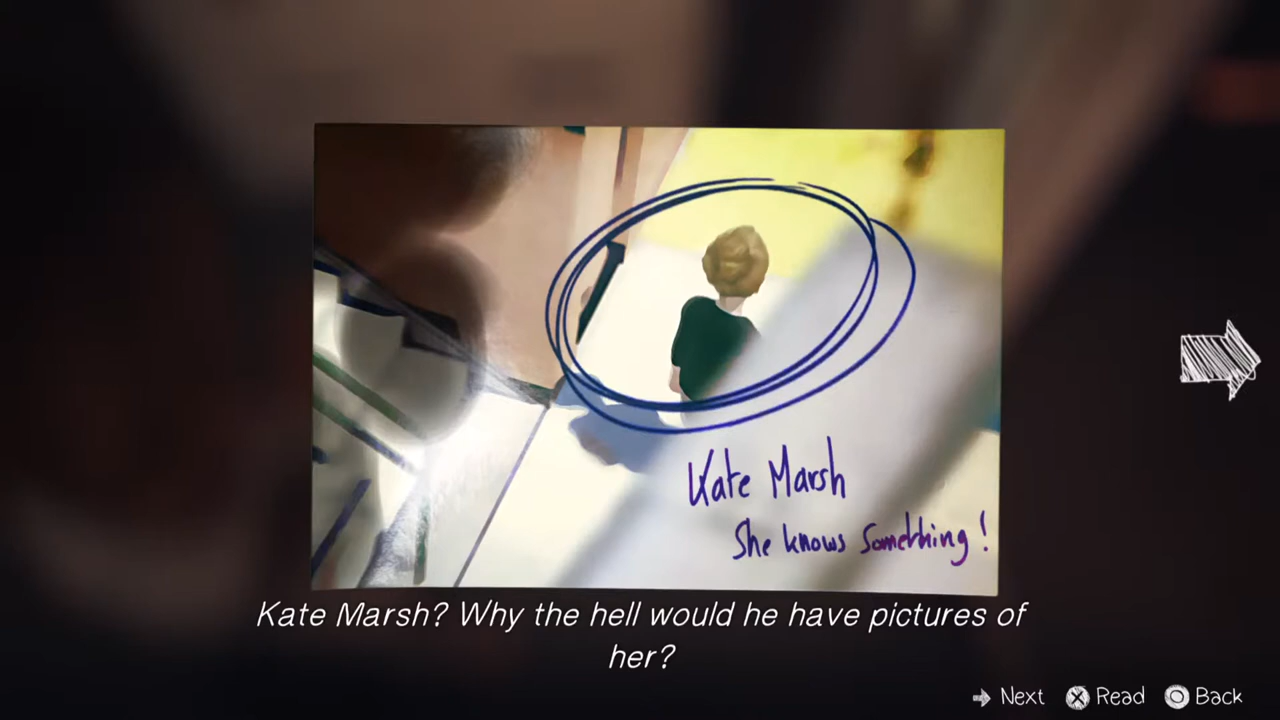 Kate Marsh
She knows something!
Kate Marsh? Why the hell would he have pictures of
her?
Next Read Back